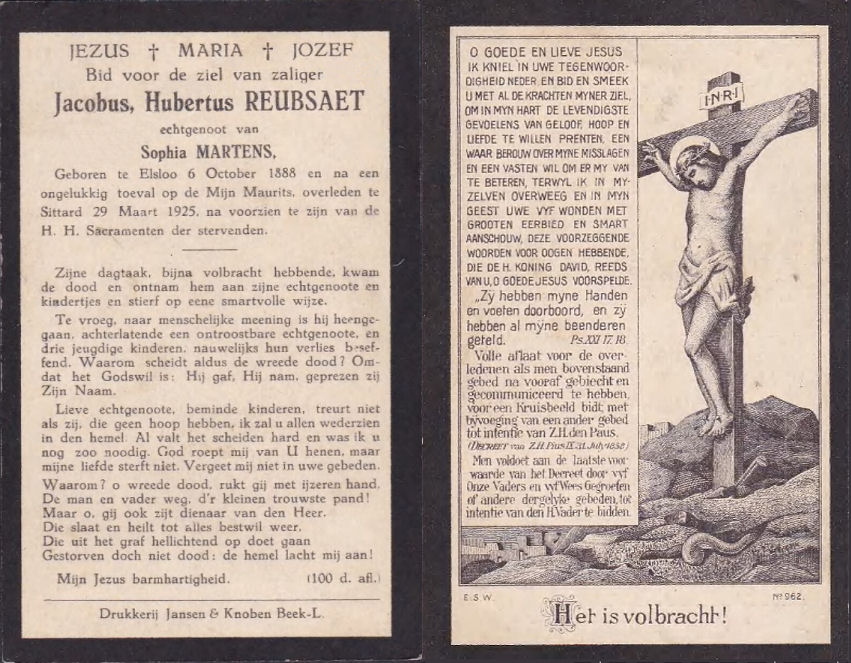 JEZUS † MARIA † JOZEF
Bid voor de ziel van zaliger
Jacobus, Hubertus REUBSAET
echtgenoot van
Sophia MARTENS,
Geboren te Elsloo 6 October 1888 en na een
ongelukkig toeval op de Mijn Maurits, overleden te
Sittard 29 Maart 1925, na voorzien te zijn van de
H. H. Sacramenten der stervenden.
Zijne dagtaak, bijna volbracht hebbende, kwam
de dood en ontnam hem aan zijne echtgenoote en
kindertjes en stierf op eene smartvolle wijze.
Te vroeg, naar menschelijke meening is hij heenge-
gaan, achterlatende een ontroostbare echtgenoote, en
drie jeugdige kinderen, nauwelijks hun verlies besef-
fend. Waarom scheidt aldus de wreede dood? Om-
dat het Godswil is: Hij gaf, Hij nam, geprezen zij
Zijn Naam.
Lieve echtgenoote, beminde kinderen, treurt niet
als zij, die geen hoop hebben, ik zal u allen wederzien
in den hemel. Al valt het scheiden hard en was ik u
nog zoo noodig. God roept mij van U henen, maar
mijne liefde sterft niet. Vergeet mij niet in uwe gebeden.
Waarom? o wreede dood, rukt gij met ijzeren hand,
De man en vader weg, d'r kleinen trouwste pand!
Maar o, gij ook zijt dienaar van den Heer.
Die slaat en heilt tot alles bestwil weer,
Die uit het graf hellichtend op doet gaan
Gestorven doch niet dood: de hemel lacht mij aan!
Mijn Jezus barmhartigheid. (100 d. afl.)
Drukkerij Jansen & Knoben Beek-L.
O GOEDE EN LIEVE JESUS
IK KNIEL IN UWE TEGENWOOR-
DIGHEID NEDER EN BID EN SMEEK
U MET AL DE KRACHTEN MYNER ZIEL,
OM IN MYN HART DE LEVENDIGSTE
GEVOELENS VAN GELOOF, HOOP EN
LIEFDE TE WILLEN PRENTEN, EEN
WAAR BEROUW OVER MYNE MISSLAGEN
EN EEN VASTEN WIL OM ER MY VAN
TE BETEREN, TERWYL IK IN MY-
ZELVEN OVERWEEG EN IN MYN
GEEST UWE VYF WONDEN MET
GROOTEN EERBIED EN SMART
AANSCHOUW, DEZE VOORZEGGENDE
WOORDEN VOOR OOGEN HEBBENDE,
DIE DE H. KONING DAVID, REEDS
VAN U, O GOEDE JESUS VOORSPELDE.
„Zy hebben myne Handen
en voeten doorboord, en zy
hebben al myne beenderen
geteld. Ps. XXI 17. 18.
Volle aflaat voor de over-
ledenen als men bovenstaand
gebed na vooraf gebiecht en
gecommuniceerd te hebben,
voor een Kruisbeeld bidt, met
bijvoeging van een ander gebed
tot intentie van Z.H. den Paus.
Men voldoet aan de laatste voor-
waarde van het Decreet door vyf
Onze Vaders en vyf Wees Gegroeten
of andere dergelyke gebeden, tot
intentie van den H. Vader te bidden.
I·N·R·I
E. S. W.
Nº 962.
Het is volbracht!